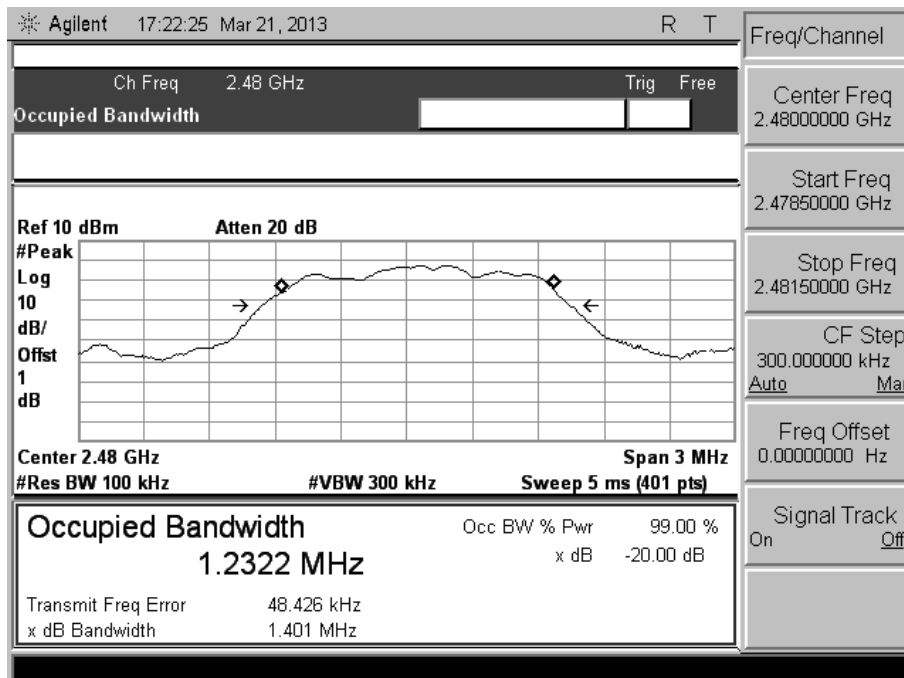 Agilent 17:22:25 Mar 21, 2013 R T
Ch Freq 2.48 GHz Trig Free
Occupied Bandwidth
Ref 10 dBm Atten 20 dB
#Peak
Log
10
dB/
Offst
1
dB
Center 2.48 GHz Span 3 MHz
#Res BW 100 kHz #VBW 300 kHz Sweep 5 ms (401 pts)
Occupied Bandwidth
1.2322 MHz
Occ BW % Pwr 99.00 %
x dB -20.00 dB
Transmit Freq Error 48.426 kHz
x dB Bandwidth 1.401 MHz
Freq/Channel
Center Freq
2.48000000 GHz
Start Freq
2.47850000 GHz
Stop Freq
2.48150000 GHz
CF Step
300.000000 kHz
Auto Ma
Freq Offset
0.00000000 Hz
Signal Track
On Off